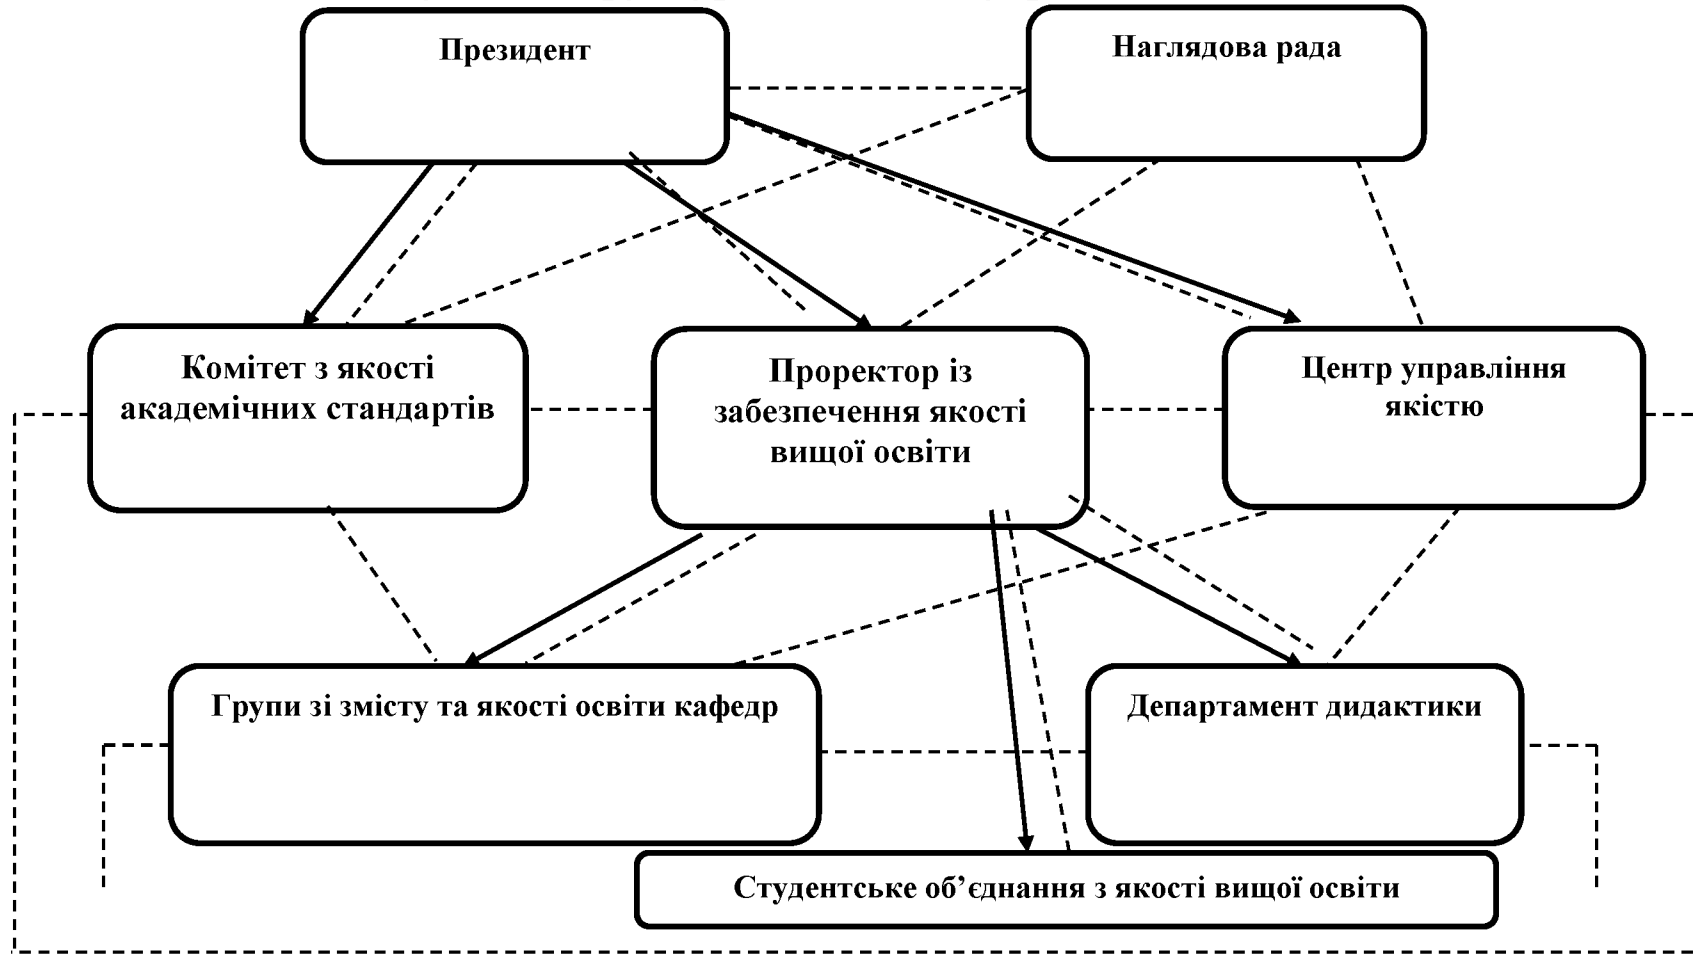 Президент
Наглядова рада
Комітет з якості
академічних стандартів
Проректор із
забезпечення якості
вищої освіти
Центр управління
якістю
Групи зі змісту та якості освіти кафедр
Департамент дидактики
Студентське об’єднання з якості вищої освіти